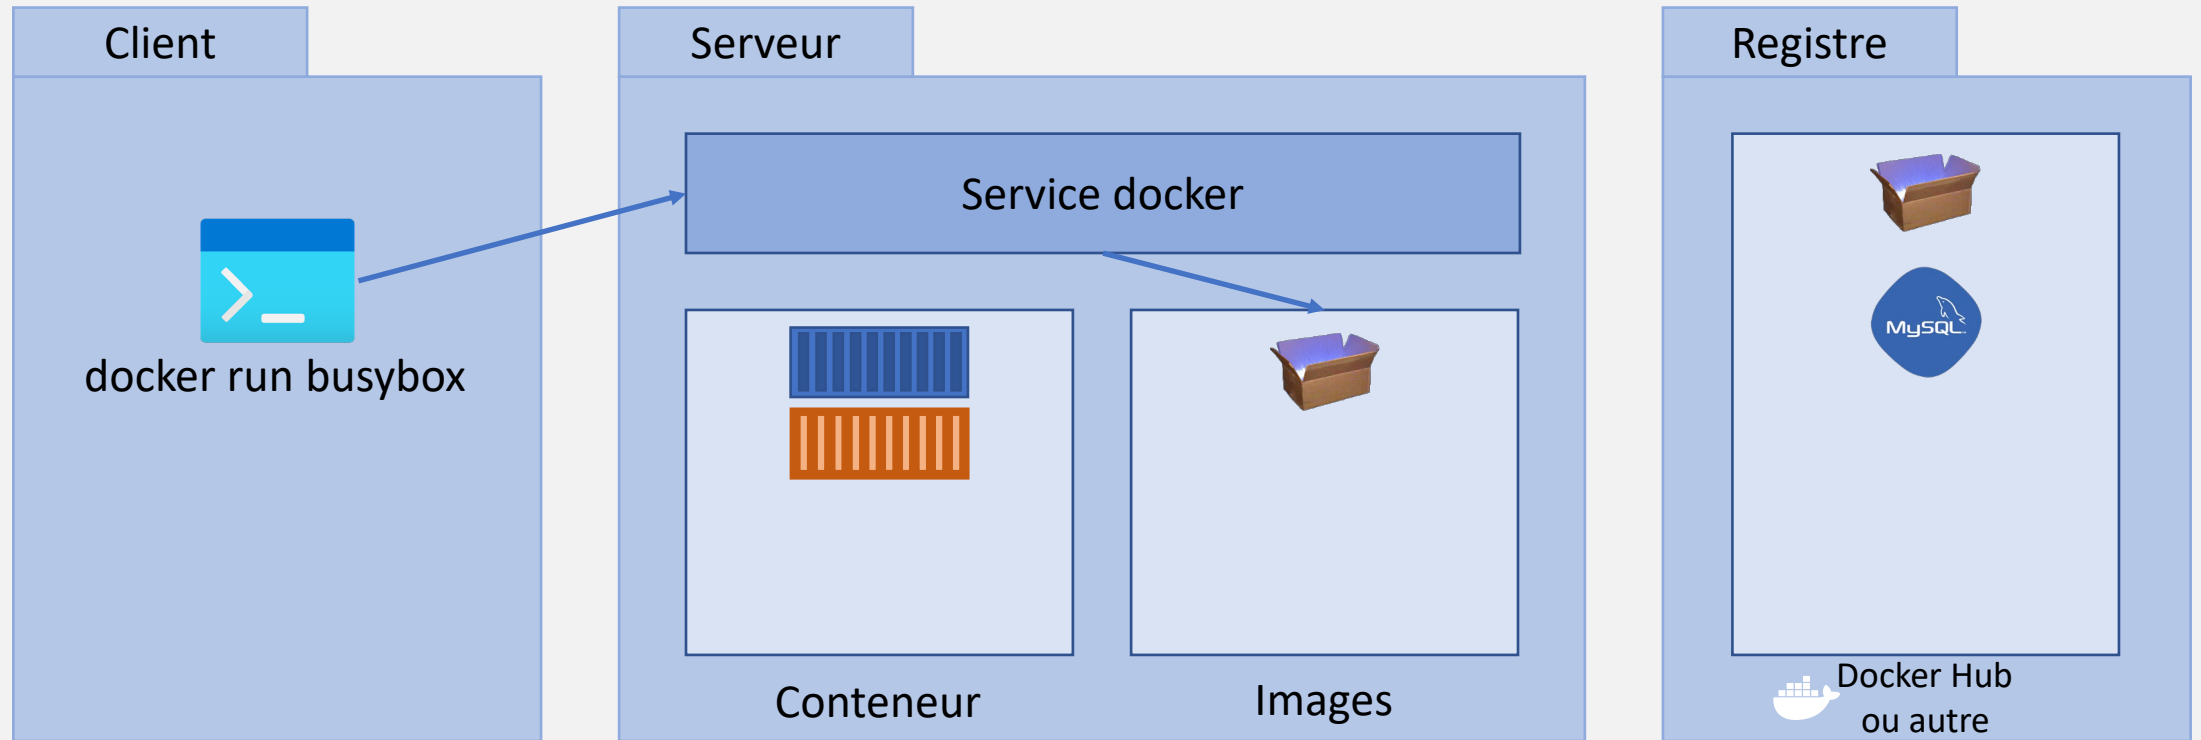 Client
Serveur
Registre
Service docker
>_
docker run busybox
MySQL
Conteneur
Images
Docker Hub
ou autre